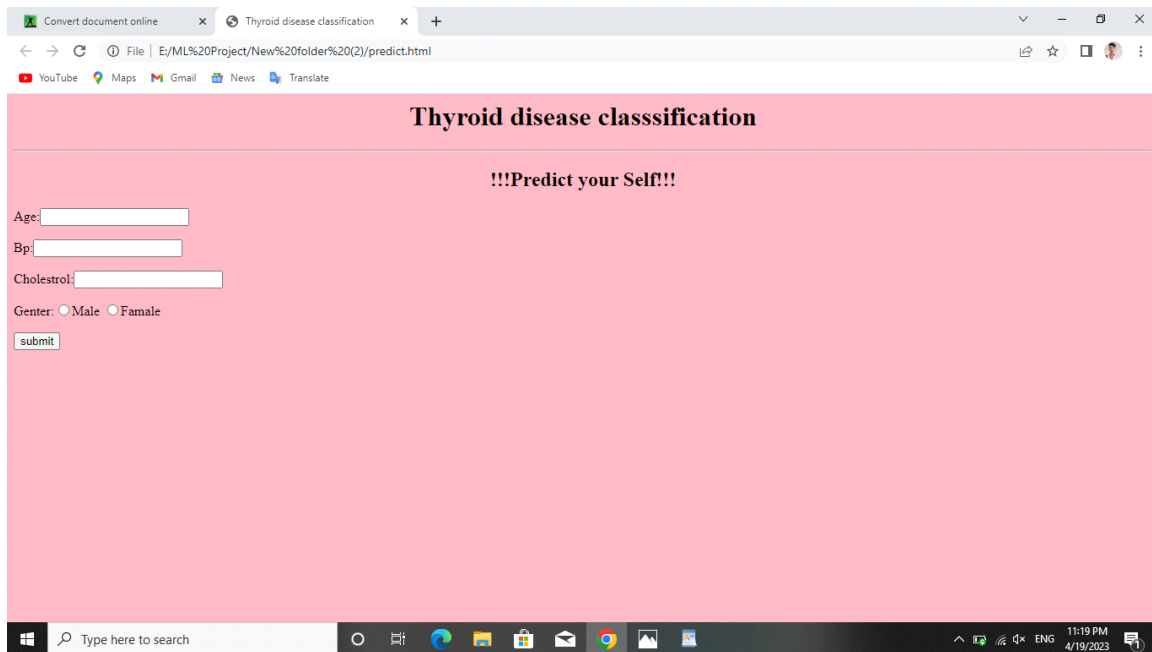 Convert document online
Thyroid disease classification
File
E:/ML%20Project/New%20folder%20(2)/predict.html
YouTube Maps Gmail News Translate
Thyroid disease classsification
!!!Predict your Self!!!
Age:
Bp:
Cholestrol:
Genter: Male Famale
submit
Type here to search
ENG
11:19 PM
4/19/2023
1